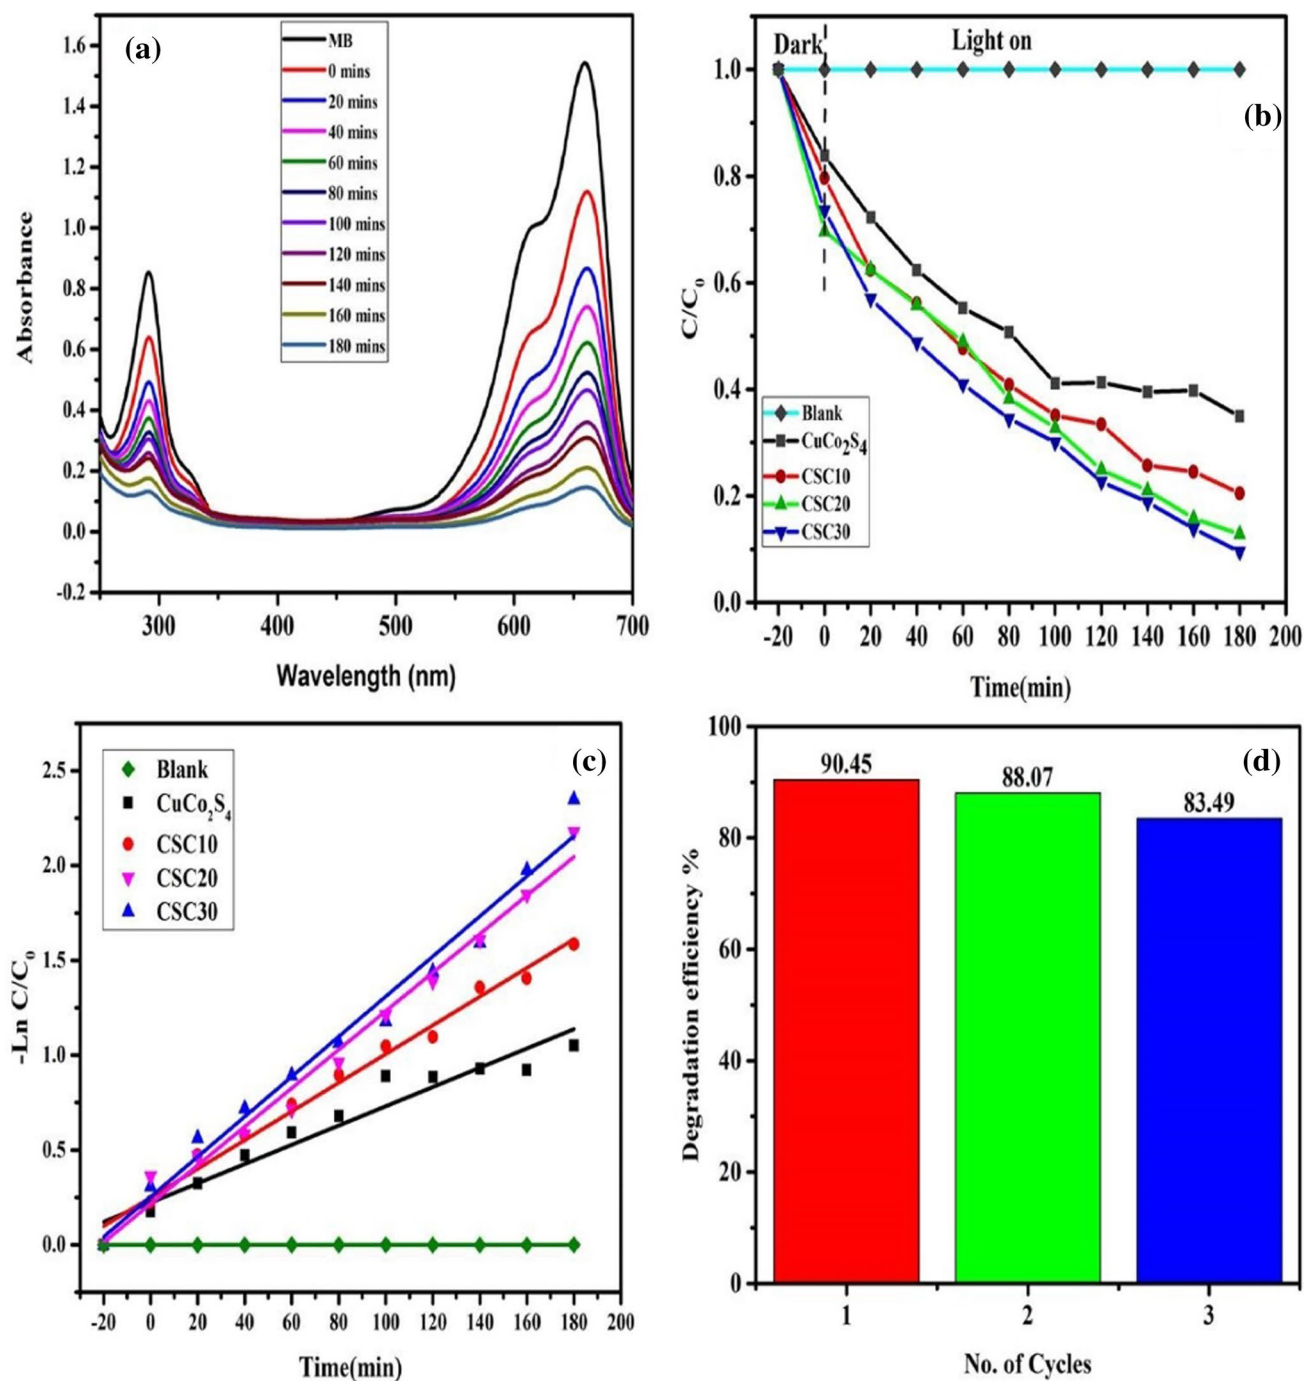 (a)
MB
0 mins
20 mins
40 mins
60 mins
80 mins
100 mins
120 mins
140 mins
160 mins
180 mins
1.6
1.4
1.2
1.0
0.8
0.6
0.4
0.2
0.0
-0.2
Absorbance
300 400 500 600 700
Wavelength (nm)
(b)
Dark Light on
1.0
0.8
0.6
0.4
0.2
0.0
C/C₀
Blank
CuCo₂S₄
CSC10
CSC20
CSC30
-20 0 20 40 60 80 100 120 140 160 180 200
Time(min)
(c)
Blank
CuCo₂S₄
CSC10
CSC20
CSC30
2.5
2.0
1.5
1.0
0.5
0.0
-Ln C/C₀
-20 0 20 40 60 80 100 120 140 160 180 200
Time(min)
(d)
90.45
88.07
83.49
100
80
60
40
20
0
Degradation efficiency %
1 2 3
No. of Cycles